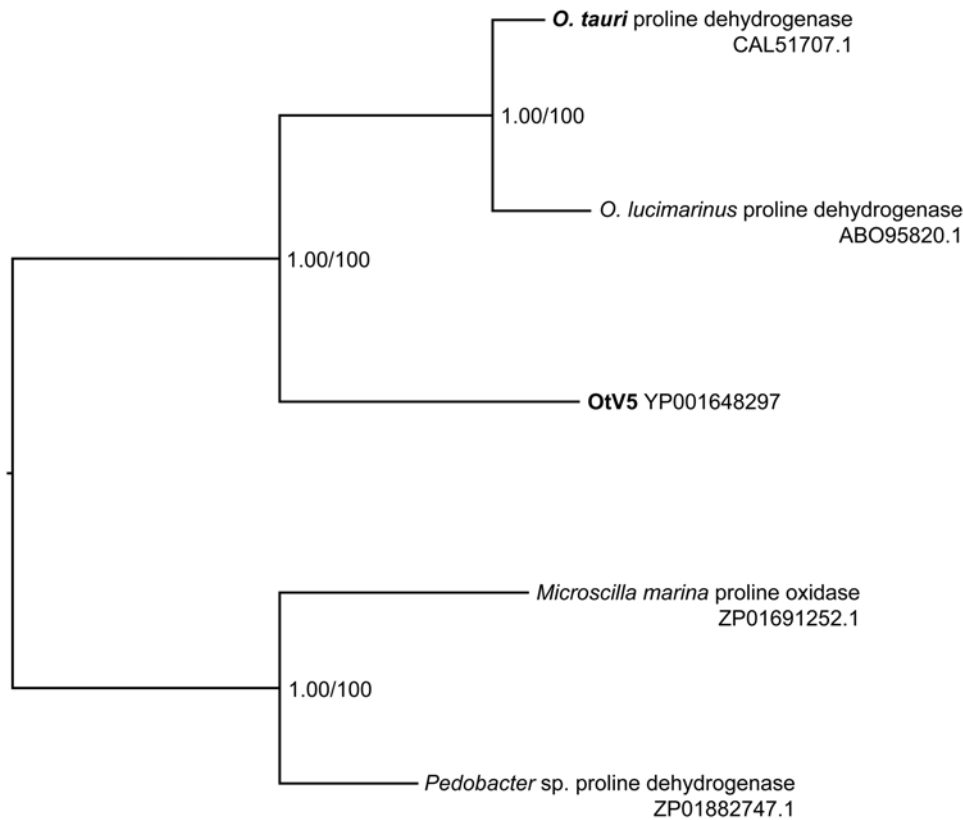 O. tauri proline dehydrogenase
CAL51707.1
1.00/100
O. lucimarinus proline dehydrogenase
ABO95820.1
1.00/100
OtV5 YP001648297
Microscilla marina proline oxidase
ZP01691252.1
1.00/100
Pedobacter sp. proline dehydrogenase
ZP01882747.1